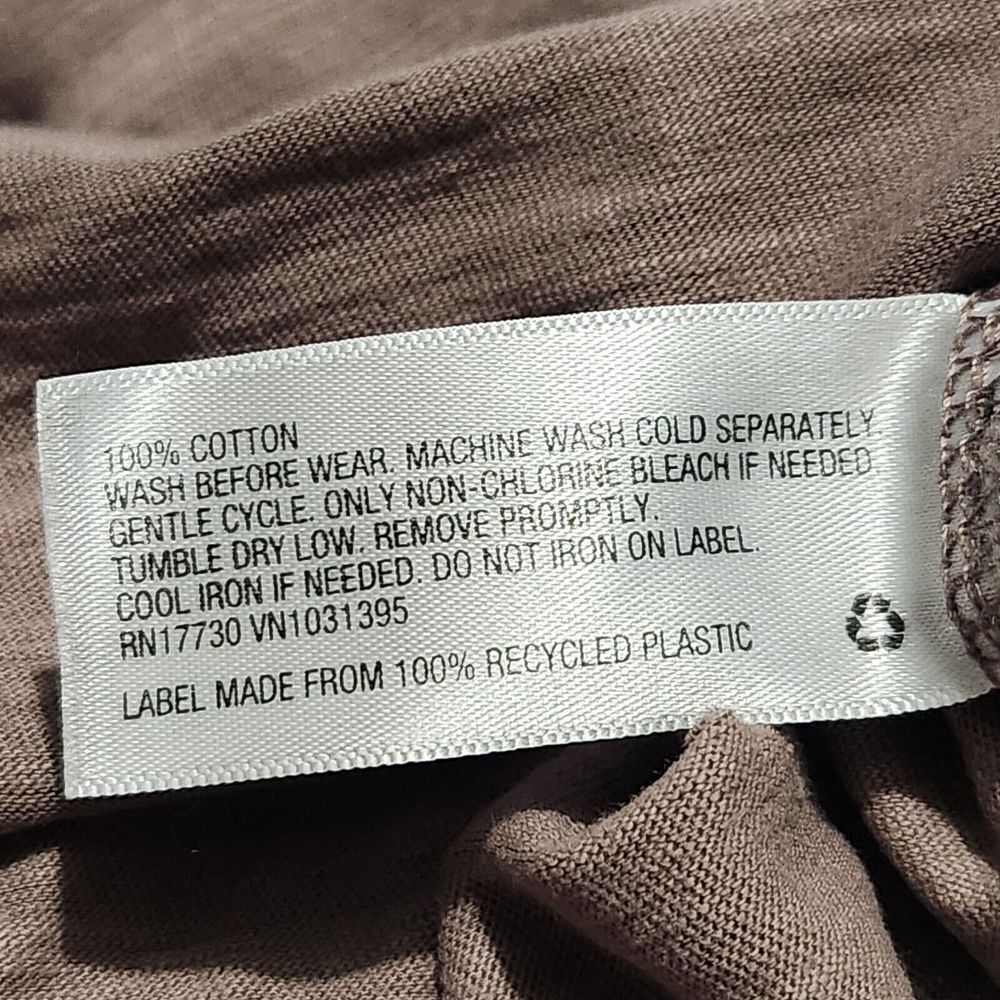 100% COTTON
WASH BEFORE WEAR. MACHINE WASH COLD SEPARATELY
GENTLE CYCLE. ONLY NON-CHLORINE BLEACH IF NEEDED
TUMBLE DRY LOW. REMOVE PROMPTLY.
COOL IRON IF NEEDED. DO NOT IRON ON LABEL.
RN17730 VN1031395
LABEL MADE FROM 100% RECYCLED PLASTIC